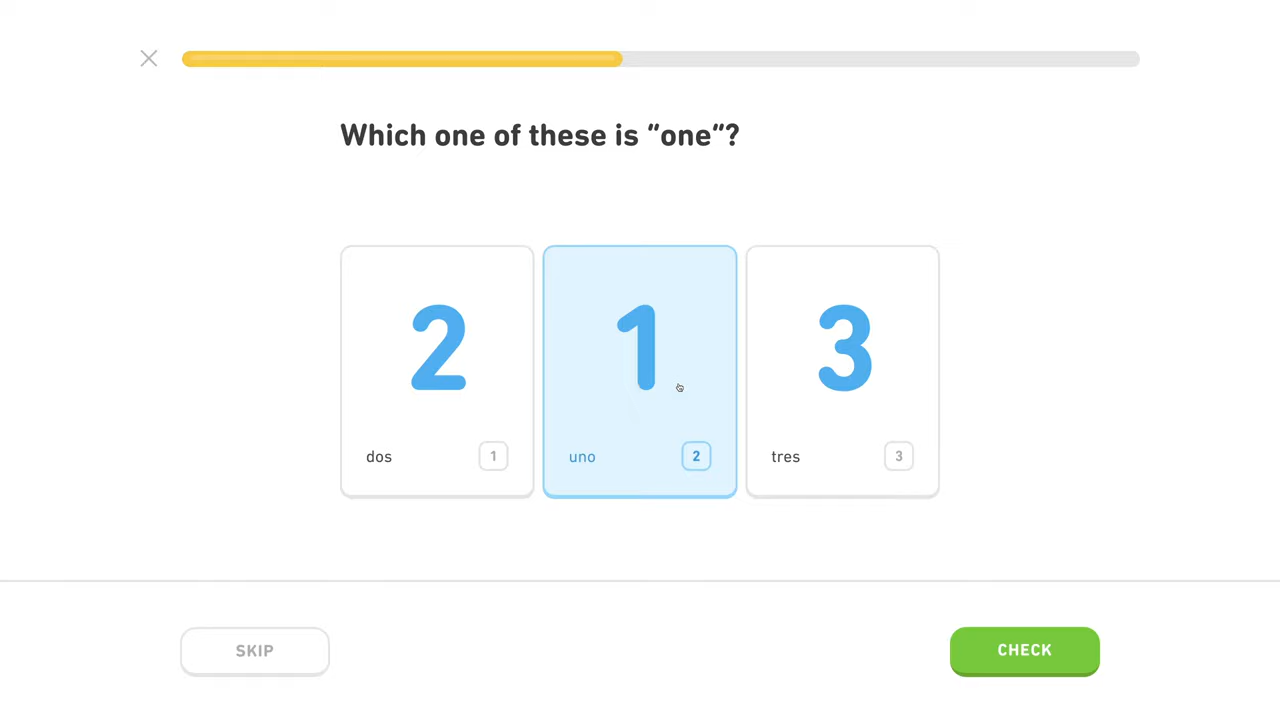 Which one of these is “one”?
2
1
3
dos 1
uno 2
tres 3
SKIP
CHECK